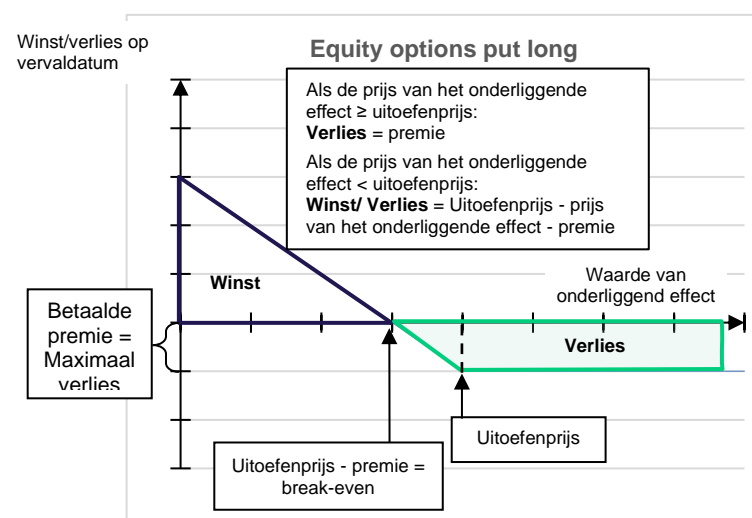 Winst/verlies op
vervaldatum
Equity options put long
Als de prijs van het onderliggende
effect ≥ uitoefenprijs:
Verlies = premie
Als de prijs van het onderliggende
effect < uitoefenprijs:
Winst/ Verlies = Uitoefenprijs - prijs
van het onderliggende effect - premie
Winst
Waarde van
onderliggend effect
Betaalde
premie =
Maximaal
verlies
Verlies
Uitoefenprijs
Uitoefenprijs - premie =
break-even